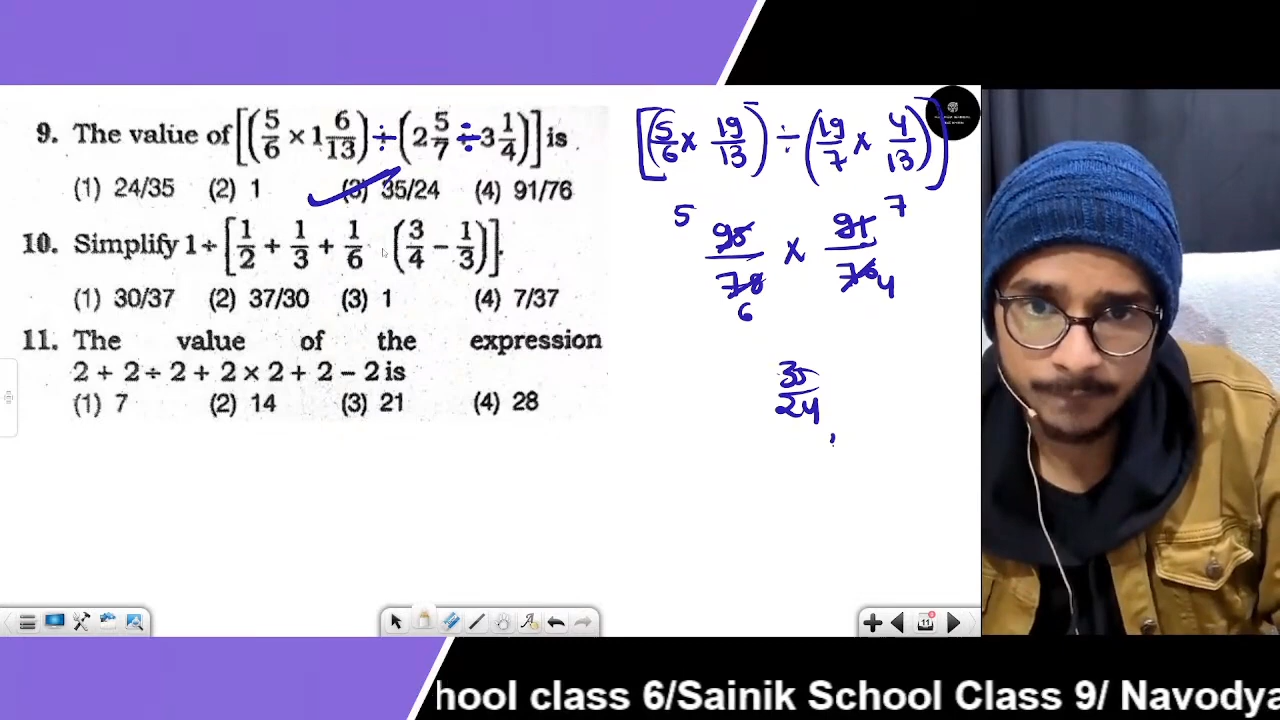 9. The value of [(5/6 × 1 6/13) ÷ (2 5/7 ÷ 3 1/4)] is
(1) 24/35 (2) 1 (3) 35/24 (4) 91/76
10. Simplify 1 ÷ [1/2 + 1/3 + 1/6 (3/4 − 1/3)].
(1) 30/37 (2) 37/30 (3) 1 (4) 7/37
11. The value of the expression
2 + 2 ÷ 2 + 2 × 2 + 2 − 2 is
(1) 7 (2) 14 (3) 21 (4) 28
[(5/6 × 19/13) ÷ (19/7 × 4/13)]
5 95/78 × 91/76 7
6 4
35/24
11
hool class 6/Sainik School Class 9/ Navodya